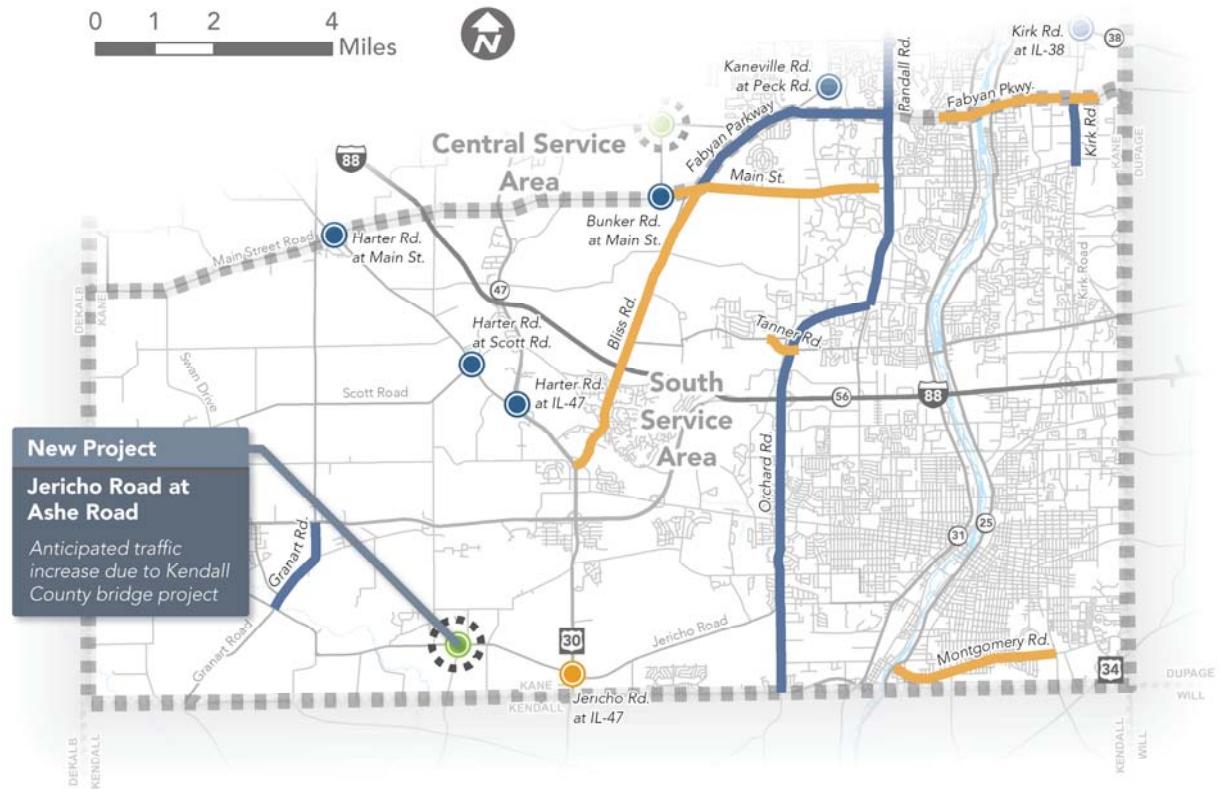 0 1 2 4
Miles
N
Kirk Rd.
at IL-38
38
Kaneville Rd.
at Peck Rd.
Randall Rd.
Fabyan Pkwy.
Fabyan Parkway
Kirk Rd.
KANE
DUPAGE
Central Service
Area
88
Main St.
Bunker Rd.
at Main St.
Harter Rd.
at Main St.
Main Street Road
Kirk Road
DEKALB
KANE
47
Harter Rd.
at Scott Rd.
Bliss Rd.
Tanner Rd.
Swan Drive
Scott Road
Harter Rd.
at IL-47
South
Service
Area
56
88
New Project
Jericho Road at
Ashe Road
Anticipated traffic
increase due to Kendall
County bridge project
Orchard Rd.
31
25
Granart Rd.
Granart Road
30
Jericho Road
Montgomery Rd.
34
KANE
KENDALL
Jericho Rd.
at IL-47
DUPAGE
WILL
DEKALB
KENDALL
KENDALL
WILL